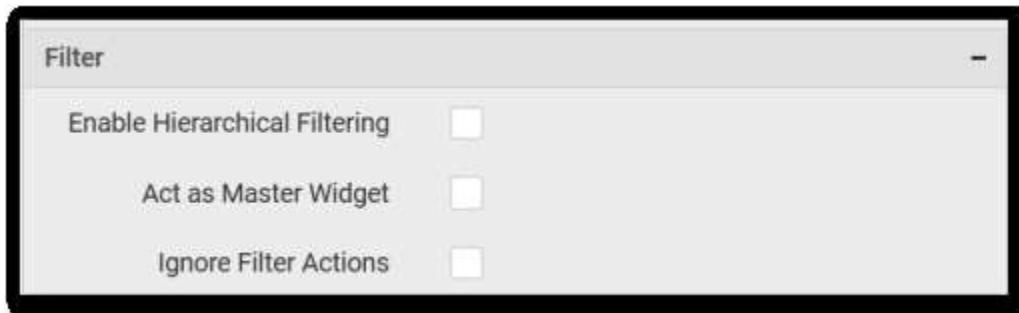 Filter
Enable Hierarchical Filtering
Act as Master Widget
Ignore Filter Actions